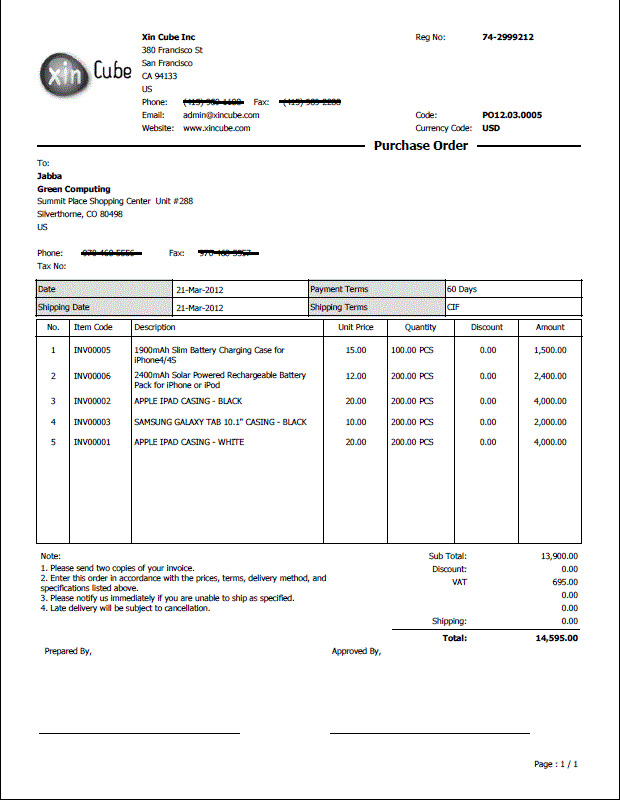 xin Cube
Xin Cube Inc
380 Francisco St
San Francisco
CA 94133
US
Phone: Fax:
Email: admin@xincube.com
Website: www.xincube.com
Reg No: 74-2999212
Code: PO12.03.0005
Currency Code: USD
Purchase Order
To:
Jabba
Green Computing
Summit Place Shopping Center Unit #288
Silverthorne, CO 80498
US
Phone: Fax:
Tax No:
Date 21-Mar-2012 Payment Terms 60 Days
Shipping Date 21-Mar-2012 Shipping Terms CIF
No. Item Code Description Unit Price Quantity Discount Amount
1 INV00005 1900mAh Slim Battery Charging Case for 15.00 100.00 PCS 0.00 1,500.00
iPhone4/4S
2 INV00006 2400mAh Solar Powered Rechargeable Battery 12.00 200.00 PCS 0.00 2,400.00
Pack for iPhone or iPod
3 INV00002 APPLE IPAD CASING - BLACK 20.00 200.00 PCS 0.00 4,000.00
4 INV00003 SAMSUNG GALAXY TAB 10.1" CASING - BLACK 10.00 200.00 PCS 0.00 2,000.00
5 INV00001 APPLE IPAD CASING - WHITE 20.00 200.00 PCS 0.00 4,000.00
Note:
1. Please send two copies of your invoice.
2. Enter this order in accordance with the prices, terms, delivery method, and
specifications listed above.
3. Please notify us immediately if you are unable to ship as specified.
4. Late delivery will be subject to cancellation.
Sub Total: 13,900.00
Discount: 0.00
VAT 695.00
0.00
Shipping: 0.00
Total: 14,595.00
Prepared By, Approved By,
Page : 1 / 1